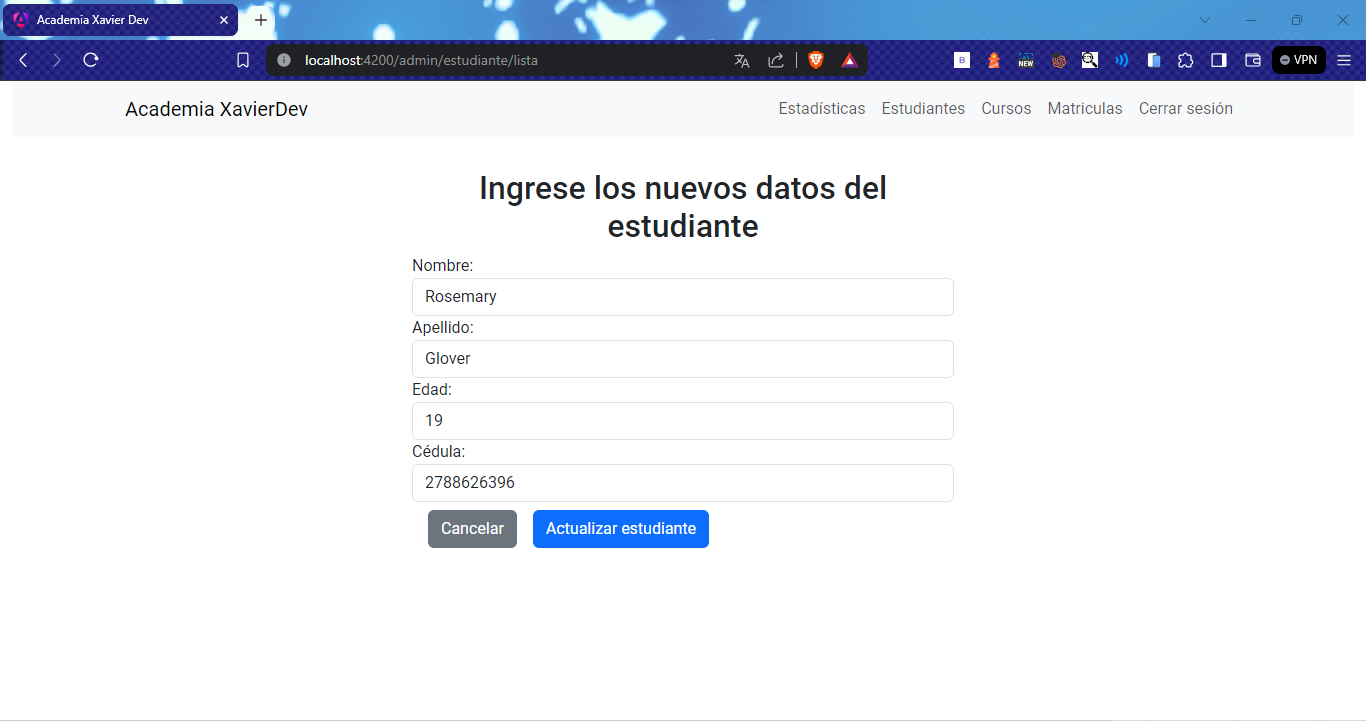 Academia Xavier Dev
localhost:4200/admin/estudiante/lista
B
NEW
VPN
Academia XavierDev
Estadísticas Estudiantes Cursos Matriculas Cerrar sesión
Ingrese los nuevos datos del
estudiante
Nombre:
Rosemary
Apellido:
Glover
Edad:
19
Cédula:
2788626396
Cancelar Actualizar estudiante